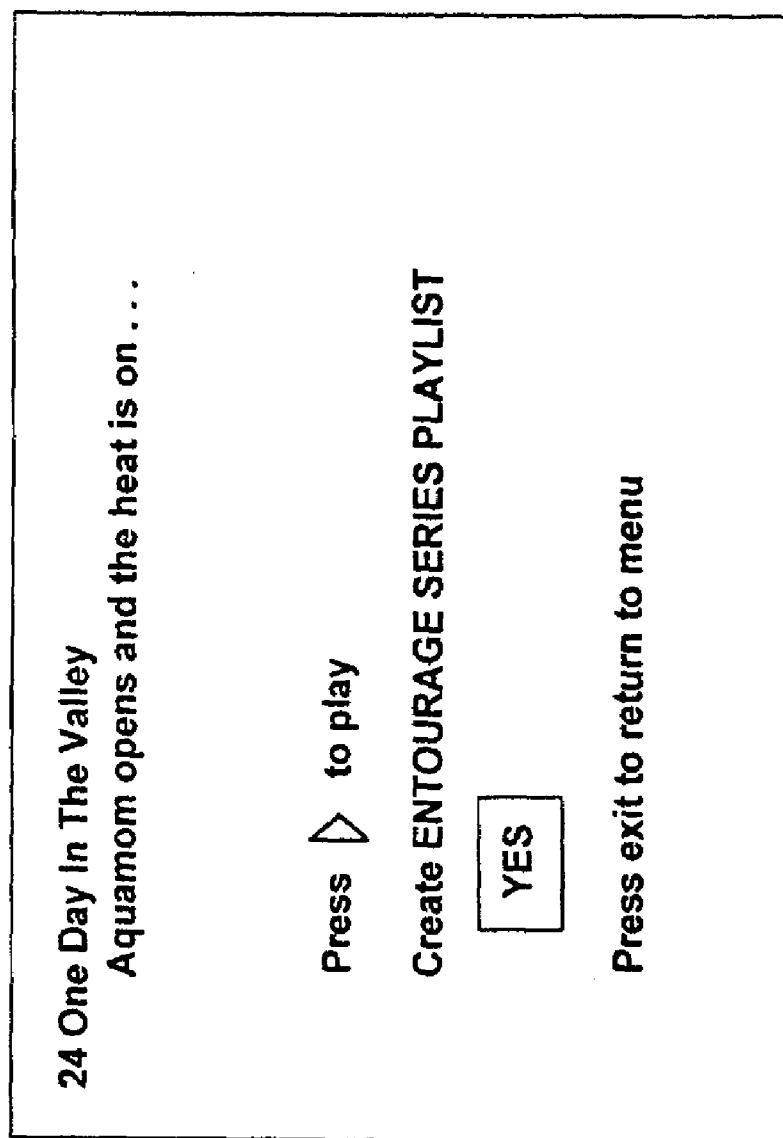 24 One Day In The Valley
Aquamom opens and the heat is on . . .
Press ▷ to play
Create ENTOURAGE SERIES PLAYLIST
YES
Press exit to return to menu